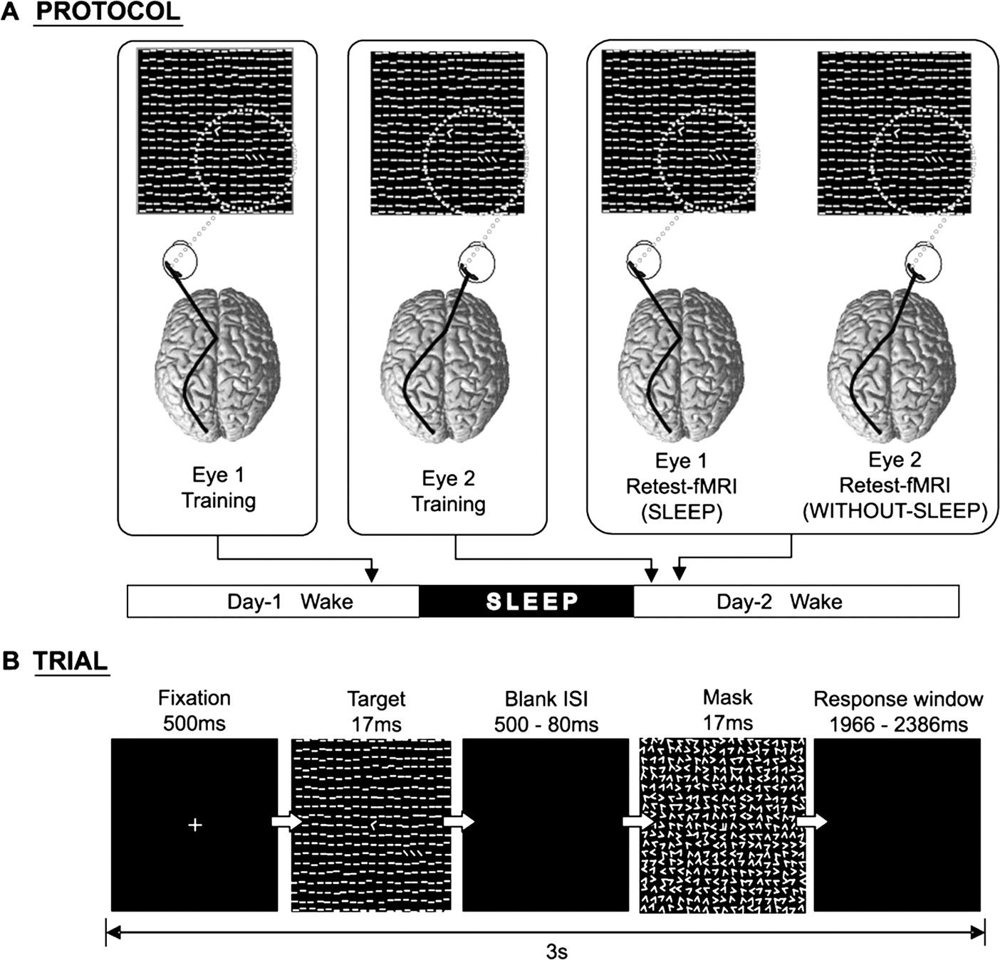 A PROTOCOL
Eye 1
Training
Eye 2
Training
Eye 1
Retest-fMRI
(SLEEP)
Eye 2
Retest-fMRI
(WITHOUT-SLEEP)
Day-1 Wake
SLEEP
Day-2 Wake
B TRIAL
Fixation
500ms
Target
17ms
Blank ISI
500 - 80ms
Mask
17ms
Response window
1966 - 2386ms
3s